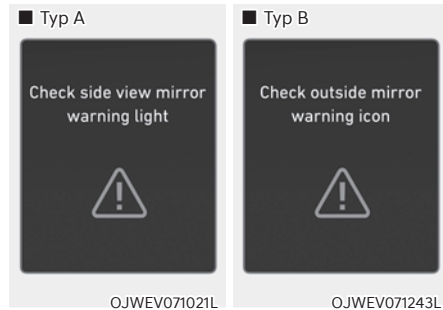 ■ Typ A
Check side view mirror
warning light
OJWEV071021L
■ Typ B
Check outside mirror
warning icon
OJWEV071243L